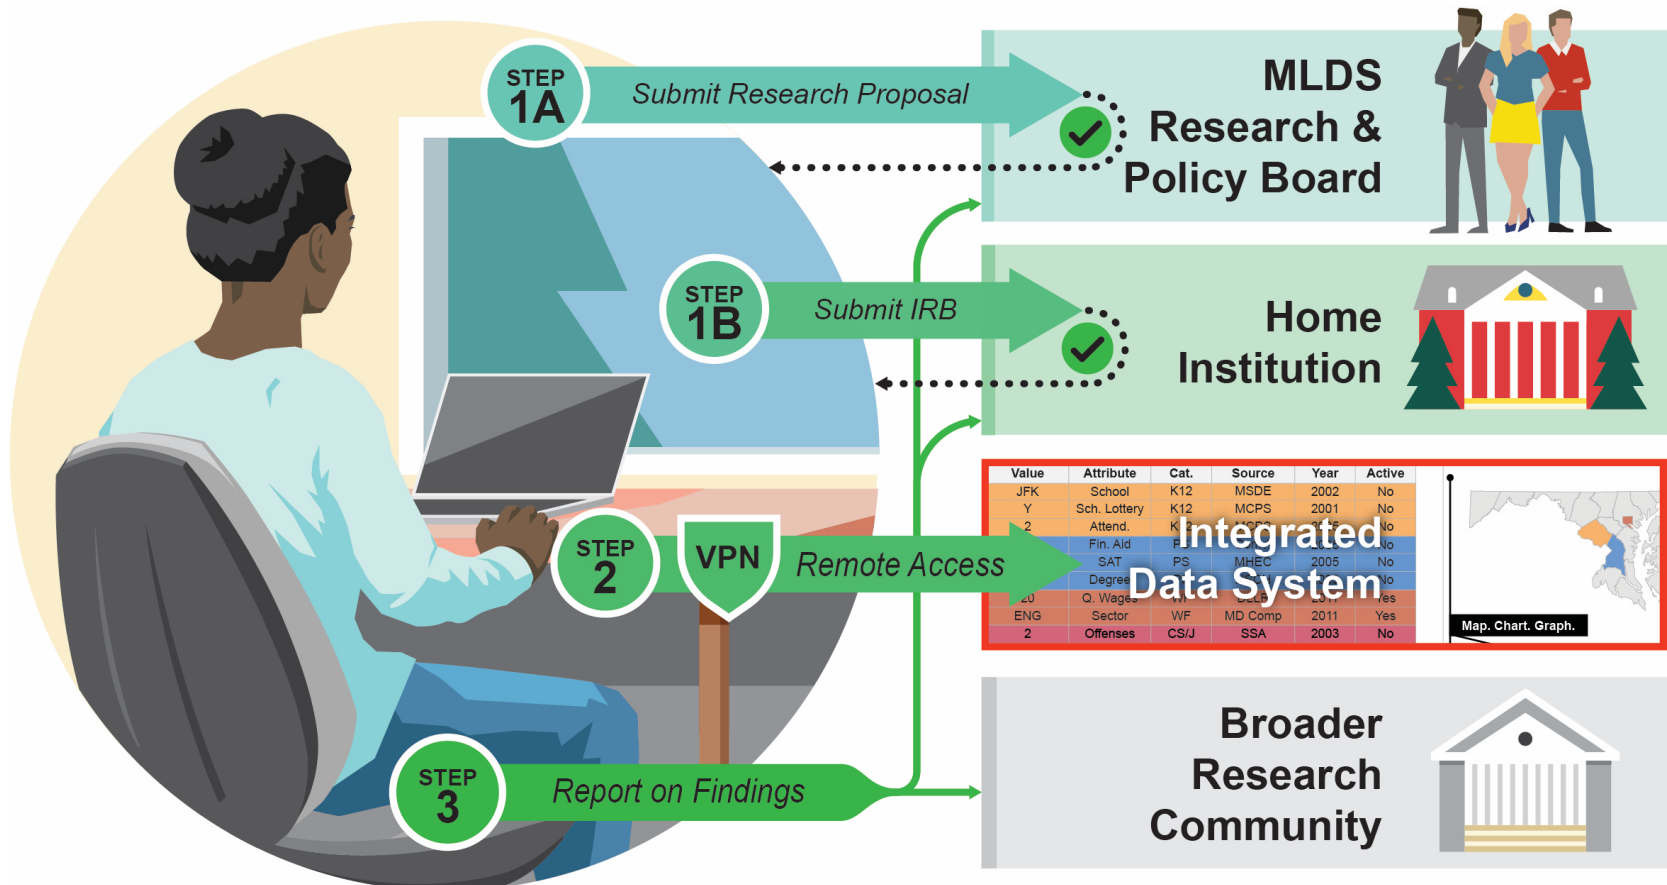 STEP
1A
Submit Research Proposal
MLDS
Research &
Policy Board
STEP
1B
Submit IRB
Home
Institution
Value Attribute Cat. Source Year Active
JFK School K12 MSDE 2002 No
Y Sch. Lottery K12 MCPS 2001 No
2 Attend. No
Fin. Aid No
SAT PS MHEC 2005 No
Degree No
20 Q. Wages 2011 Yes
ENG Sector WF MD Comp 2011 Yes
2 Offenses CS/J SSA 2003 No
Integrated
Data System
Map. Chart. Graph.
STEP
2
VPN
Remote Access
STEP
3
Report on Findings
Broader
Research
Community